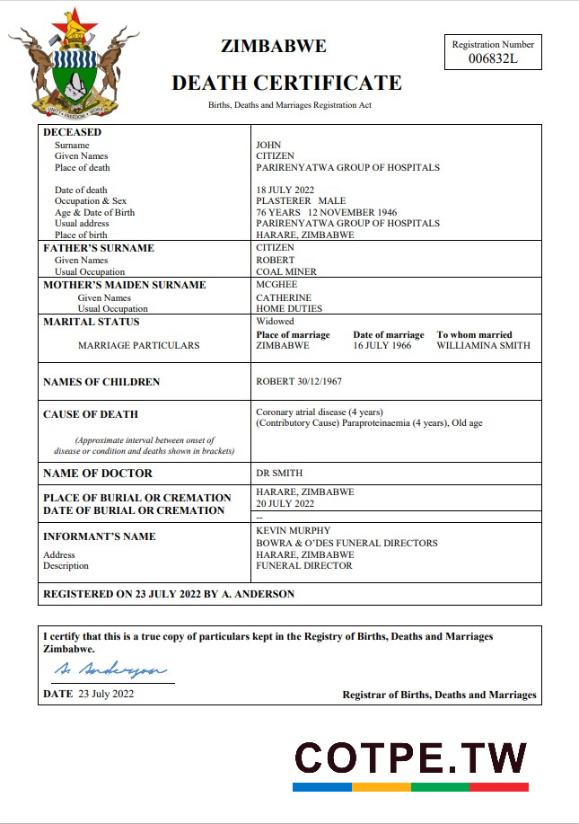 ZIMBABWE
DEATH CERTIFICATE
Births, Deaths and Marriages Registration Act
Registration Number
006832L
DECEASED
Surname JOHN
Given Names CITIZEN
Place of death PARIRENYATWA GROUP OF HOSPITALS
Date of death 18 JULY 2022
Occupation & Sex PLASTERER MALE
Age & Date of Birth 76 YEARS 12 NOVEMBER 1946
Usual address PARIRENYATWA GROUP OF HOSPITALS
Place of birth HARARE, ZIMBABWE
FATHER'S SURNAME CITIZEN
Given Names ROBERT
Usual Occupation COAL MINER
MOTHER'S MAIDEN SURNAME MCGHEE
Given Names CATHERINE
Usual Occupation HOME DUTIES
MARITAL STATUS Widowed
Place of marriage Date of marriage To whom married
MARRIAGE PARTICULARS ZIMBABWE 16 JULY 1966 WILLIAMINA SMITH
NAMES OF CHILDREN ROBERT 30/12/1967
CAUSE OF DEATH Coronary atrial disease (4 years)
(Contributory Cause) Paraproteinaemia (4 years), Old age
(Approximate interval between onset of
disease or condition and deaths shown in brackets)
NAME OF DOCTOR DR SMITH
PLACE OF BURIAL OR CREMATION HARARE, ZIMBABWE
DATE OF BURIAL OR CREMATION 20 JULY 2022
--
INFORMANT'S NAME KEVIN MURPHY
BOWRA & O'DES FUNERAL DIRECTORS
Address HARARE, ZIMBABWE
Description FUNERAL DIRECTOR
REGISTERED ON 23 JULY 2022 BY A. ANDERSON
I certify that this is a true copy of particulars kept in the Registry of Births, Deaths and Marriages
Zimbabwe.
A. Anderson
DATE 23 July 2022 Registrar of Births, Deaths and Marriages
COTPE.TW